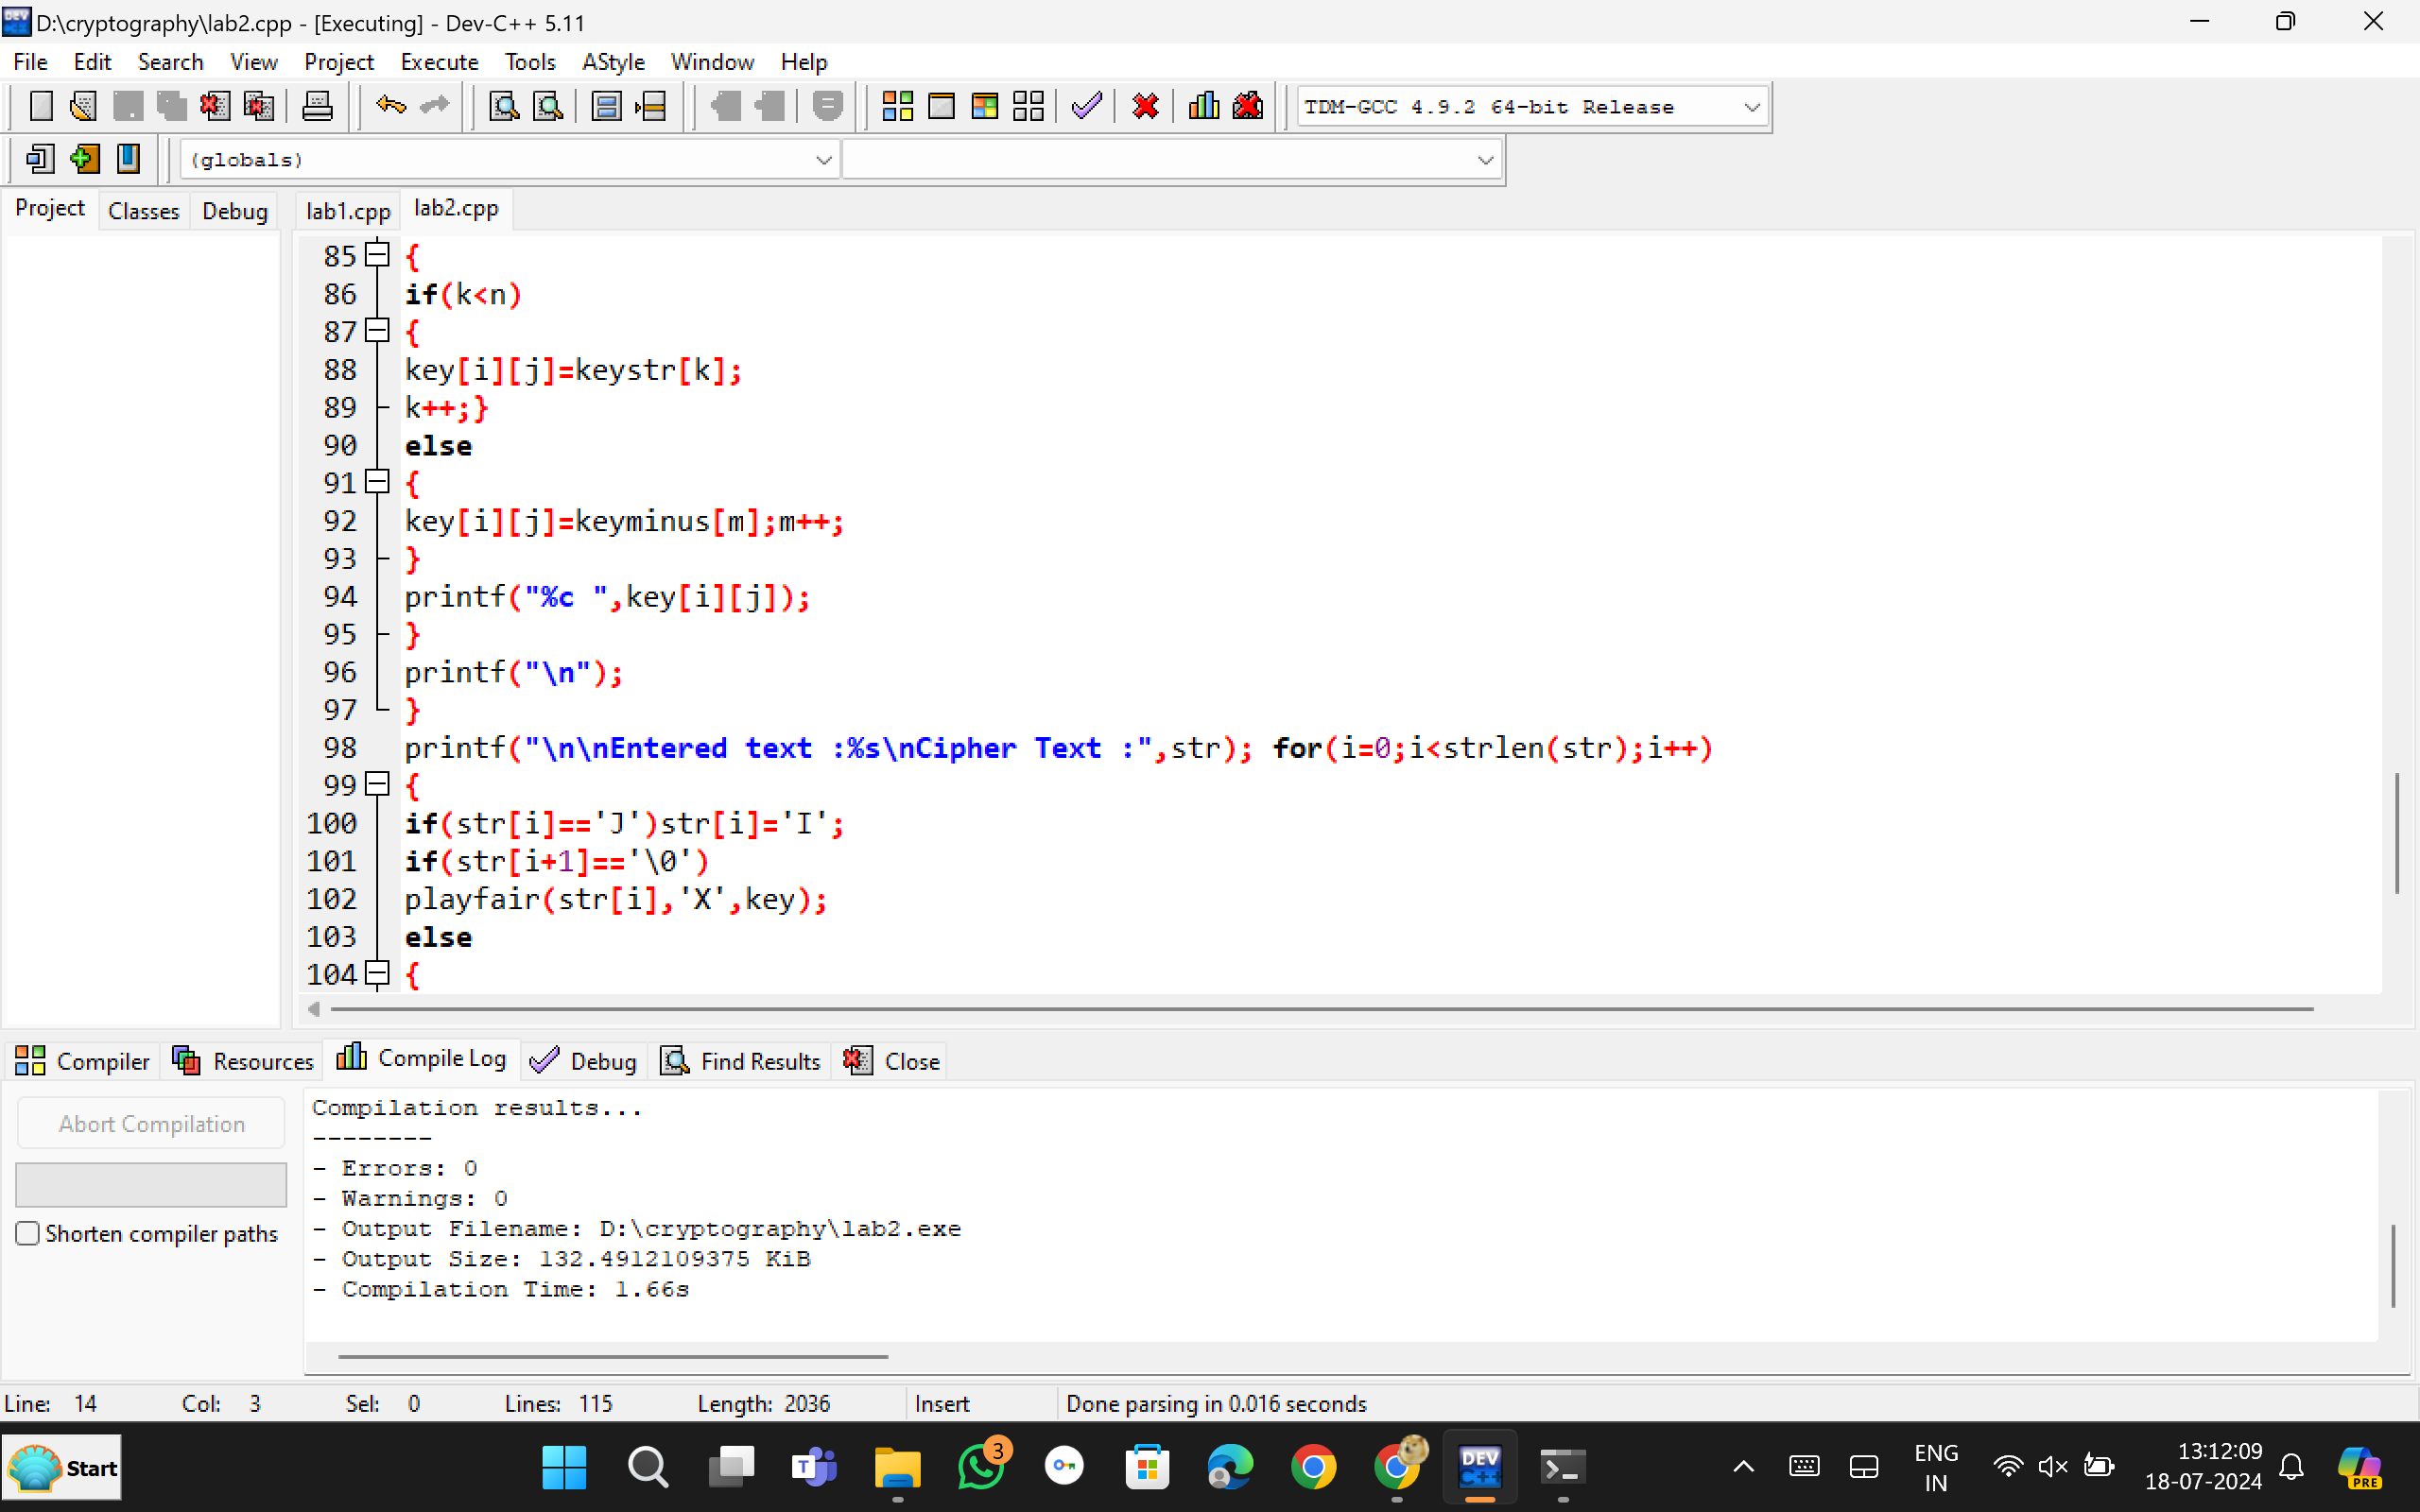 D:\cryptography\lab2.cpp - [Executing] - Dev-C++ 5.11
File Edit Search View Project Execute Tools AStyle Window Help
TDM-GCC 4.9.2 64-bit Release
(globals)
Project Classes Debug lab1.cpp lab2.cpp
85 {
86 if(k<n)
87 {
88 key[i][j]=keystr[k];
89 k++;}
90 else
91 {
92 key[i][j]=keyminus[m];m++;
93 }
94 printf("%c ",key[i][j]);
95 }
96 printf("\n");
97 }
98 printf("\n\nEntered text :%s\nCipher Text :",str); for(i=0;i<strlen(str);i++)
99 {
100 if(str[i]=='J')str[i]='I';
101 if(str[i+1]=='\0')
102 playfair(str[i],'X',key);
103 else
104 {
Compiler Resources Compile Log Debug Find Results Close
Abort Compilation
Shorten compiler paths
Compilation results...
--------
- Errors: 0
- Warnings: 0
- Output Filename: D:\cryptography\lab2.exe
- Output Size: 132.4912109375 KiB
- Compilation Time: 1.66s
Line: 14 Col: 3 Sel: 0 Lines: 115 Length: 2036 Insert Done parsing in 0.016 seconds
Start
3
DEV C++
ENG
IN
13:12:09
18-07-2024
PRE